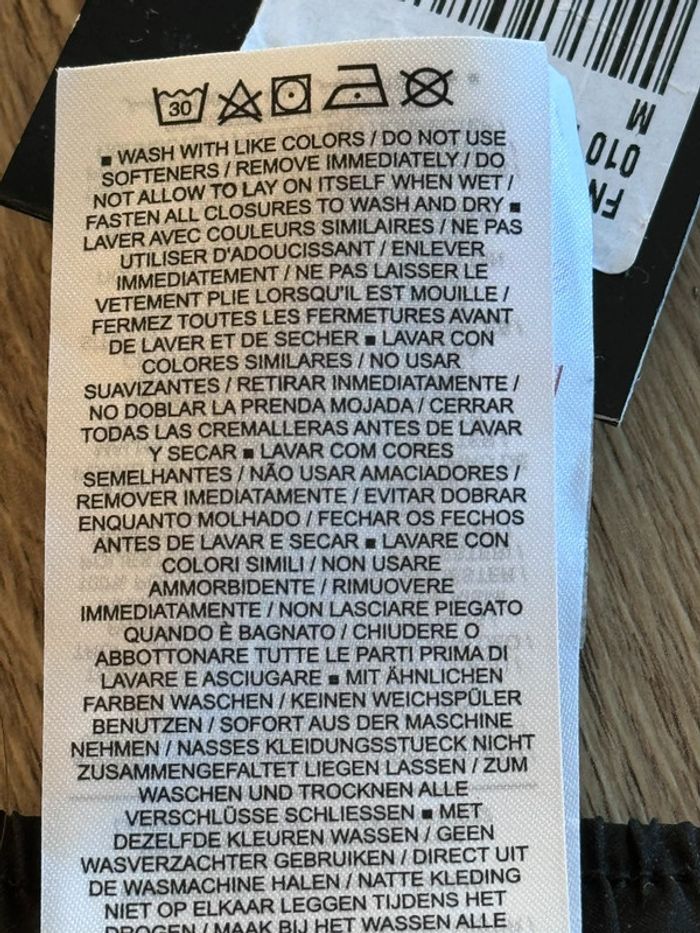 30
■ WASH WITH LIKE COLORS / DO NOT USE
SOFTENERS / REMOVE IMMEDIATELY / DO
NOT ALLOW TO LAY ON ITSELF WHEN WET /
FASTEN ALL CLOSURES TO WASH AND DRY ■
LAVER AVEC COULEURS SIMILAIRES / NE PAS
UTILISER D'ADOUCISSANT / ENLEVER
IMMEDIATEMENT / NE PAS LAISSER LE
VETEMENT PLIE LORSQU'IL EST MOUILLE /
FERMEZ TOUTES LES FERMETURES AVANT
DE LAVER ET DE SECHER ■ LAVAR CON
COLORES SIMILARES / NO USAR
SUAVIZANTES / RETIRAR INMEDIATAMENTE /
NO DOBLAR LA PRENDA MOJADA / CERRAR
TODAS LAS CREMALLERAS ANTES DE LAVAR
Y SECAR ■ LAVAR COM CORES
SEMELHANTES / NÃO USAR AMACIADORES /
REMOVER IMEDIATAMENTE / EVITAR DOBRAR
ENQUANTO MOLHADO / FECHAR OS FECHOS
ANTES DE LAVAR E SECAR ■ LAVARE CON
COLORI SIMILI / NON USARE
AMMORBIDENTE / RIMUOVERE
IMMEDIATAMENTE / NON LASCIARE PIEGATO
QUANDO È BAGNATO / CHIUDERE O
ABBOTTONARE TUTTE LE PARTI PRIMA DI
LAVARE E ASCIUGARE ■ MIT ÄHNLICHEN
FARBEN WASCHEN / KEINEN WEICHSPÜLER
BENUTZEN / SOFORT AUS DER MASCHINE
NEHMEN / NASSES KLEIDUNGSSTUECK NICHT
ZUSAMMENGEFALTET LIEGEN LASSEN / ZUM
WASCHEN UND TROCKNEN ALLE
VERSCHLÜSSE SCHLIESSEN ■ MET
DEZELFDE KLEUREN WASSEN / GEEN
WASVERZACHTER GEBRUIKEN / DIRECT UIT
DE WASMACHINE HALEN / NATTE KLEDING
NIET OP ELKAAR LEGGEN TIJDENS HET
DROGEN / MAAK BIJ HET WASSEN ALLE
FN
010
M